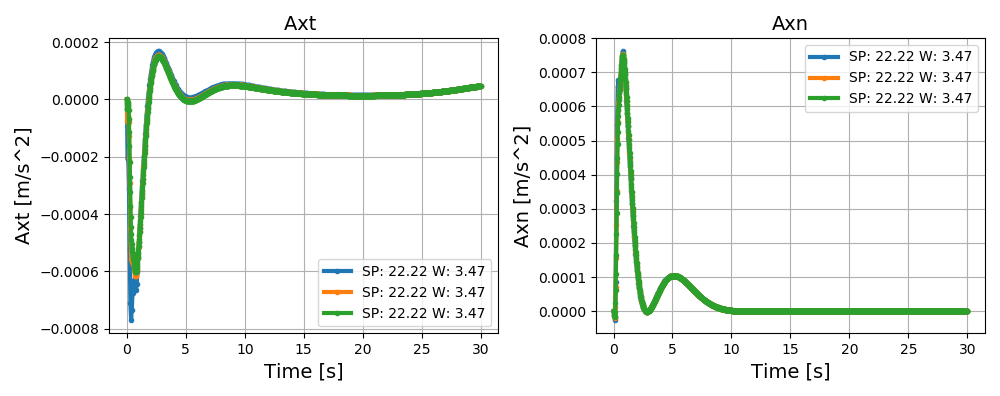 Axt
Axt [m/s^2]
0.0002
0.0000
−0.0002
−0.0004
−0.0006
−0.0008
SP: 22.22 W: 3.47
SP: 22.22 W: 3.47
SP: 22.22 W: 3.47
0 5 10 15 20 25 30
Time [s]
Axn
Axn [m/s^2]
0.0008
0.0007
0.0006
0.0005
0.0004
0.0003
0.0002
0.0001
0.0000
SP: 22.22 W: 3.47
SP: 22.22 W: 3.47
SP: 22.22 W: 3.47
0 5 10 15 20 25 30
Time [s]